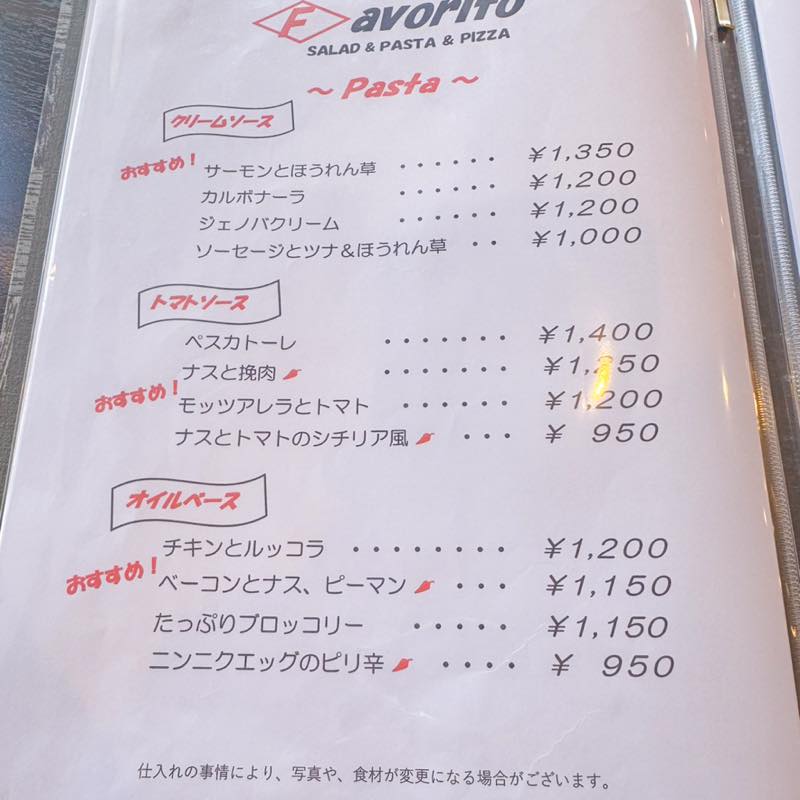 Favorito
SALAD & PASTA & PIZZA
～ Pasta ～
クリームソース
おすすめ！ サーモンとほうれん草 ・・・・・・ ￥1,350
カルボナーラ ・・・・・・ ￥1,200
ジェノバクリーム ・・・・・・ ￥1,200
ソーセージとツナ＆ほうれん草 ・・ ￥1,000
トマトソース
ペスカトーレ ・・・・・・・ ￥1,400
ナスと挽肉 ・・・・・・・ ￥1,250
おすすめ！ モッツアレラとトマト ・・・・・・ ￥1,200
ナスとトマトのシチリア風 ・・・ ￥ 950
オイルベース
チキンとルッコラ ・・・・・・・・ ￥1,200
おすすめ！ ベーコンとナス、ピーマン ・・・ ￥1,150
たっぷりブロッコリー ・・・・・ ￥1,150
ニンニクエッグのピリ辛 ・・・・ ￥ 950
仕入れの事情により、写真や、食材が変更になる場合がございます。